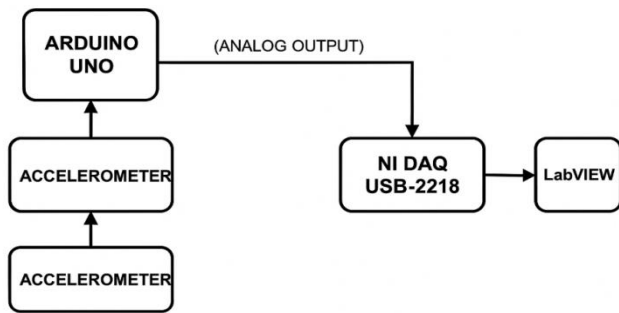 ARDUINO
UNO
(ANALOG OUTPUT)
ACCELEROMETER
NI DAQ
USB-2218
LabVIEW
ACCELEROMETER